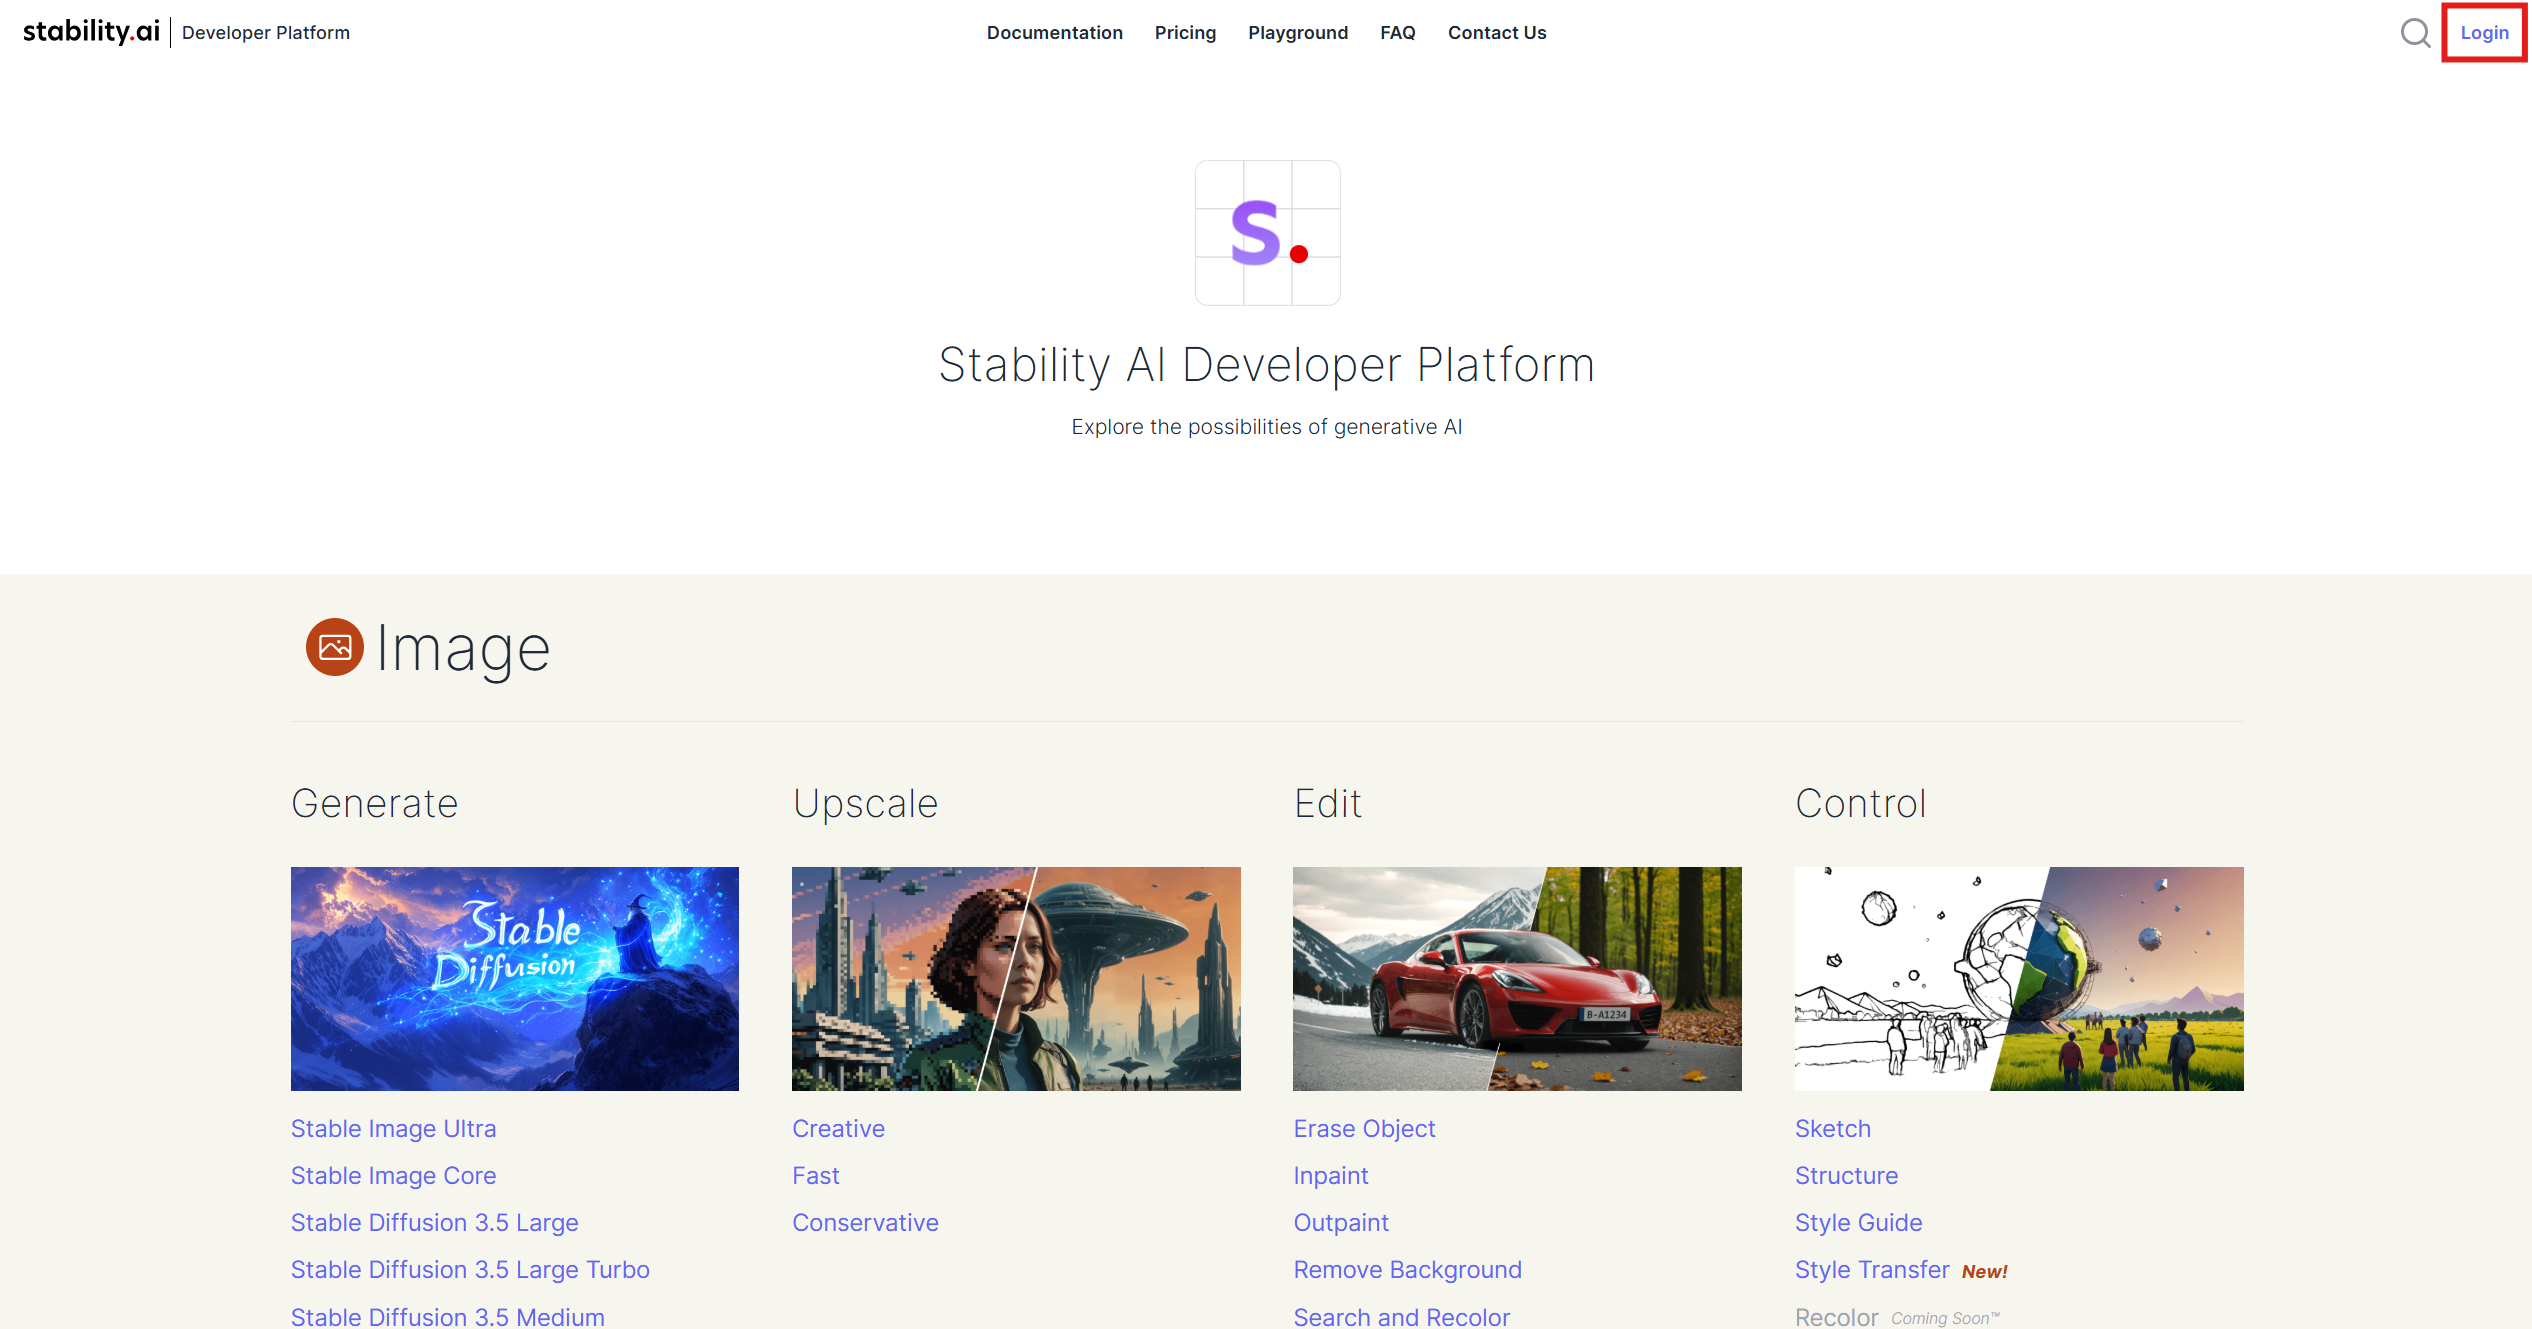 stability.ai Developer Platform
Documentation Pricing Playground FAQ Contact Us
Login
S.
Stability AI Developer Platform
Explore the possibilities of generative AI
Image
Generate
Upscale
Edit
Control
Stable
Diffusion
B-A1234
Stable Image Ultra
Stable Image Core
Stable Diffusion 3.5 Large
Stable Diffusion 3.5 Large Turbo
Stable Diffusion 3.5 Medium
Creative
Fast
Conservative
Erase Object
Inpaint
Outpaint
Remove Background
Search and Recolor
Sketch
Structure
Style Guide
Style Transfer New!
Recolor Coming Soon™